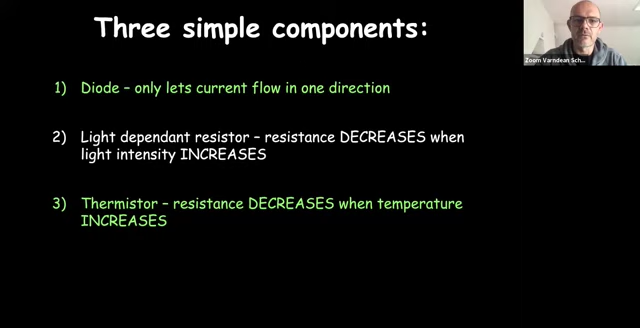 Three simple components:
1) Diode – only lets current flow in one direction
2) Light dependant resistor – resistance DECREASES when
light intensity INCREASES
3) Thermistor – resistance DECREASES when temperature
INCREASES
Zoom Varndean Sch...